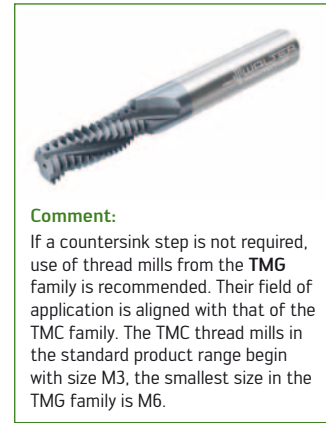 WALTER
Comment:
If a countersink step is not required,
use of thread mills from the TMG
family is recommended. Their field of
application is aligned with that of the
TMC family. The TMC thread mills in
the standard product range begin
with size M3, the smallest size in the
TMG family is M6.